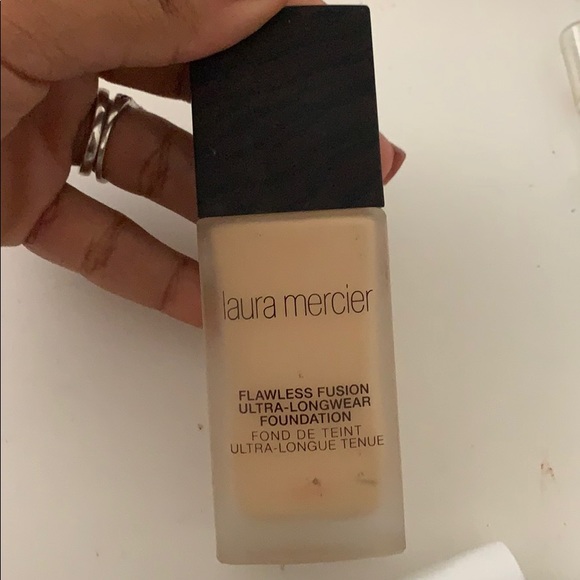 laura mercier
FLAWLESS FUSION
ULTRA-LONGWEAR
FOUNDATION
FOND DE TEINT
ULTRA-LONGUE TENUE